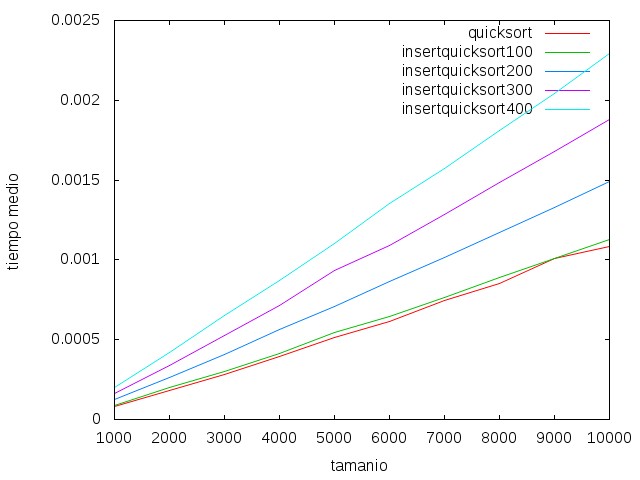 0.0025
0.002
0.0015
0.001
0.0005
0
tiempo medio
quicksort
insertquicksort100
insertquicksort200
insertquicksort300
insertquicksort400
1000 2000 3000 4000 5000 6000 7000 8000 9000 10000
tamanio